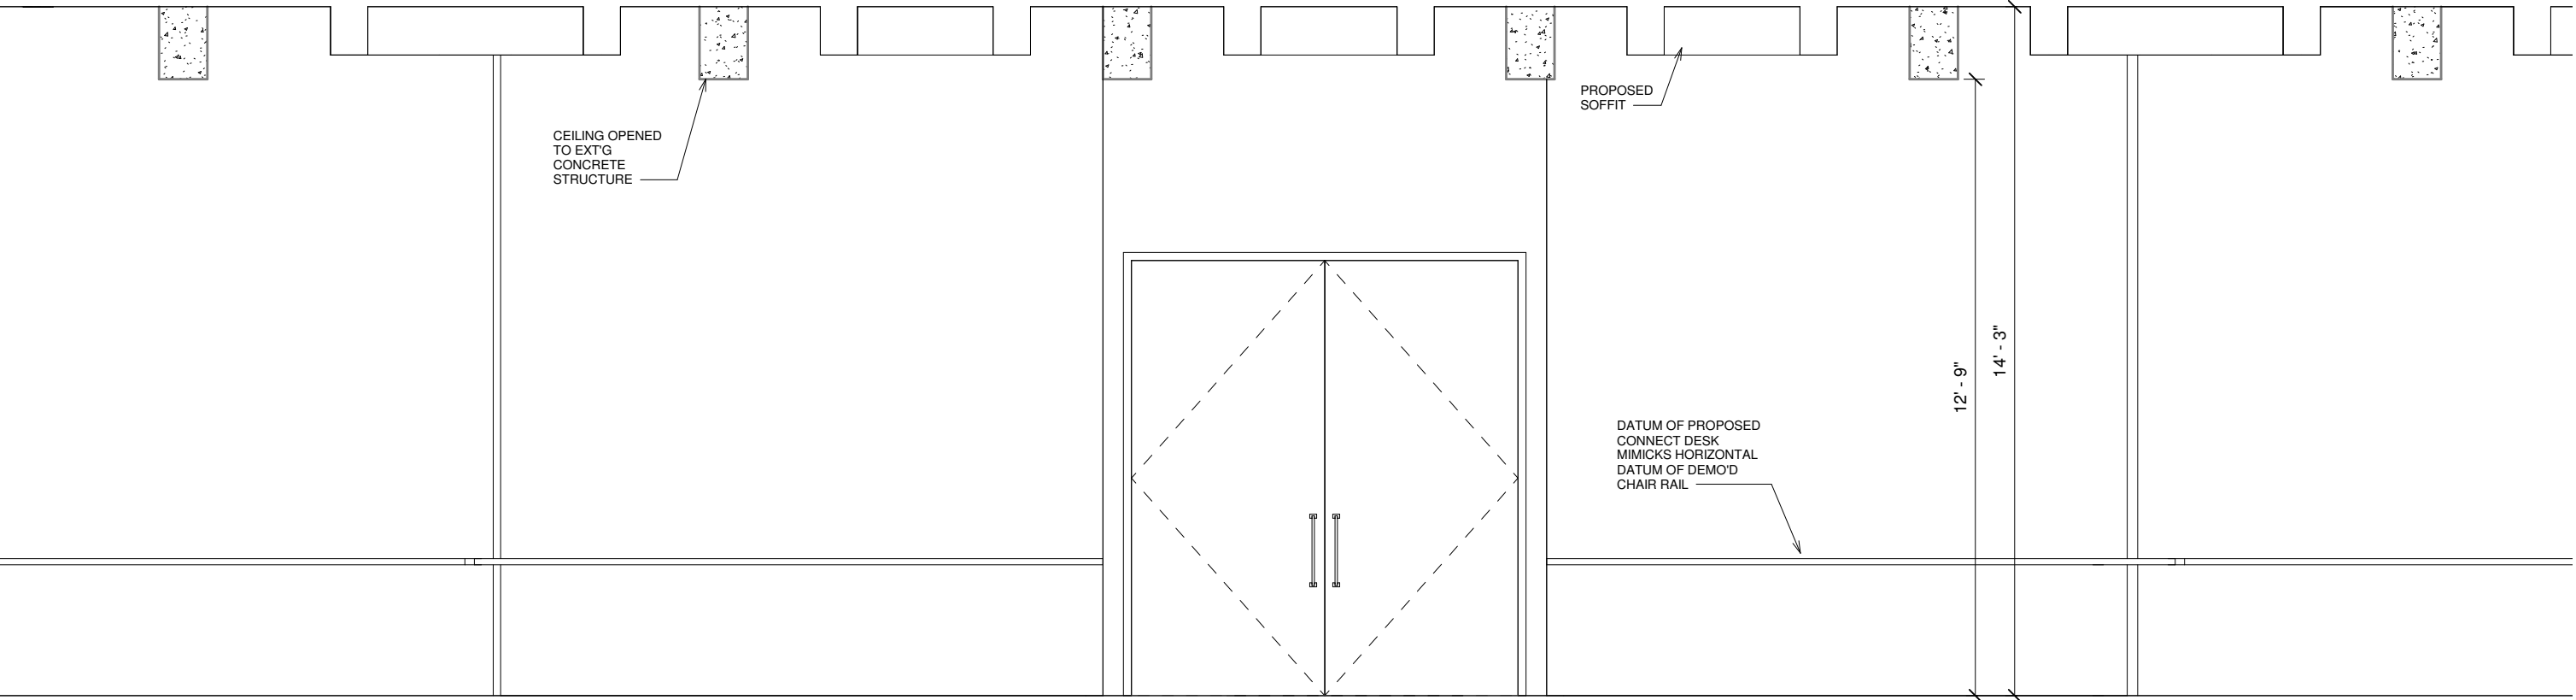 CEILING OPENED
TO EXT'G
CONCRETE
STRUCTURE
PROPOSED
SOFFIT
12' - 9"
14' - 3"
DATUM OF PROPOSED
CONNECT DESK
MIMICKS HORIZONTAL
DATUM OF DEMO'D
CHAIR RAIL